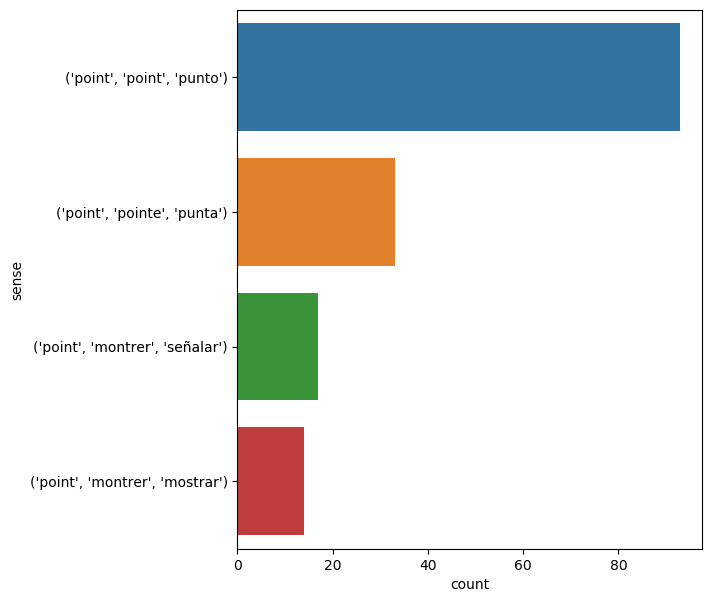 ('point', 'point', 'punto')
('point', 'pointe', 'punta')
('point', 'montrer', 'señalar')
('point', 'montrer', 'mostrar')
sense
0 20 40 60 80
count